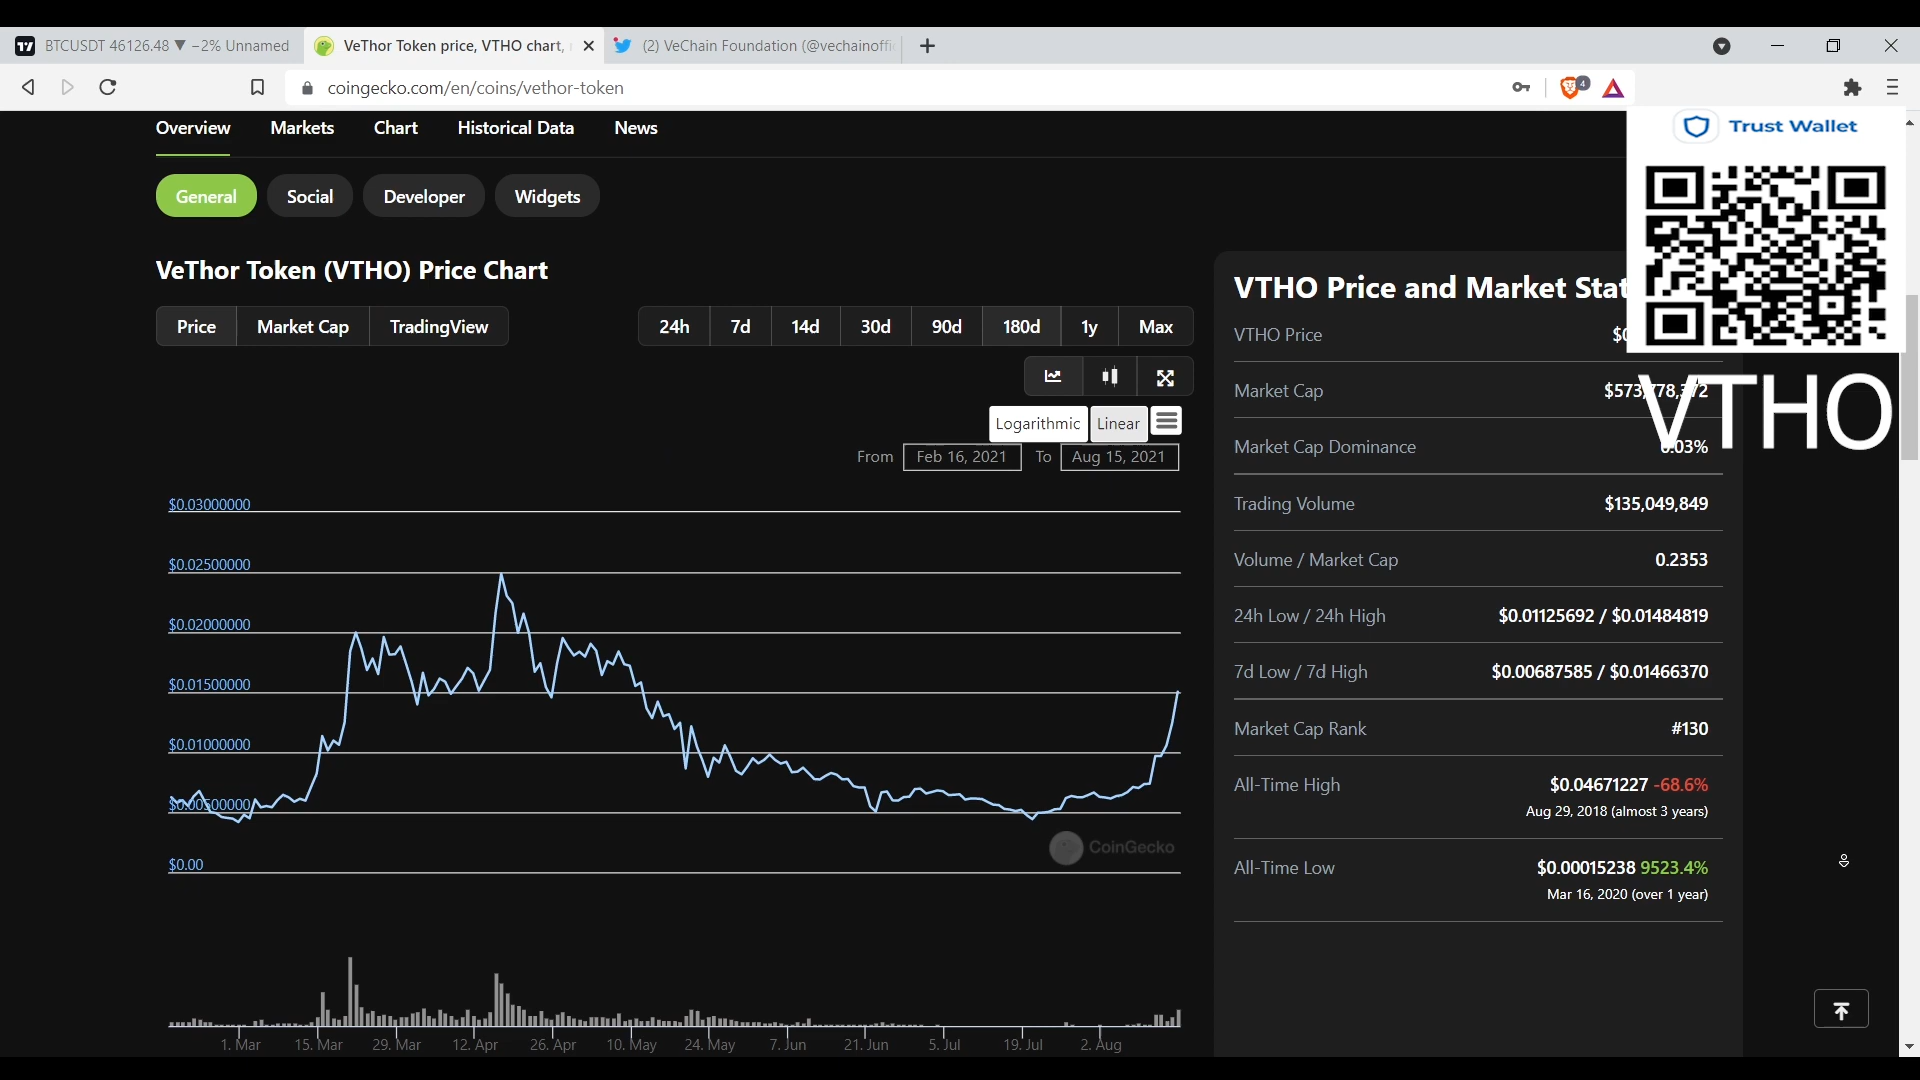 BTCUSDT 46126.48 ▼ −2% Unnamed
VeThor Token price, VTHO chart,
(2) VeChain Foundation (@vechainoffi
coingecko.com/en/coins/vethor-token
4
Overview Markets Chart Historical Data News
Trust Wallet
General Social Developer Widgets
VeThor Token (VTHO) Price Chart
Price Market Cap TradingView
24h 7d 14d 30d 90d 180d 1y Max
Logarithmic Linear
From Feb 16, 2021 To Aug 15, 2021
$0.03000000
$0.02500000
$0.02000000
$0.01500000
$0.01000000
$0.00500000
$0.00
CoinGecko
1. Mar 15. Mar 29. Mar 12. Apr 26. Apr 10. May 24. May 7. Jun 21. Jun 5. Jul 19. Jul 2. Aug
VTHO Price and Market Stat
VTHO Price
Market Cap $573,778,372
VTHO
Market Cap Dominance 0.03%
Trading Volume $135,049,849
Volume / Market Cap 0.2353
24h Low / 24h High $0.01125692 / $0.01484819
7d Low / 7d High $0.00687585 / $0.01466370
Market Cap Rank #130
All-Time High $0.04671227 -68.6%
Aug 29, 2018 (almost 3 years)
All-Time Low $0.00015238 9523.4%
Mar 16, 2020 (over 1 year)